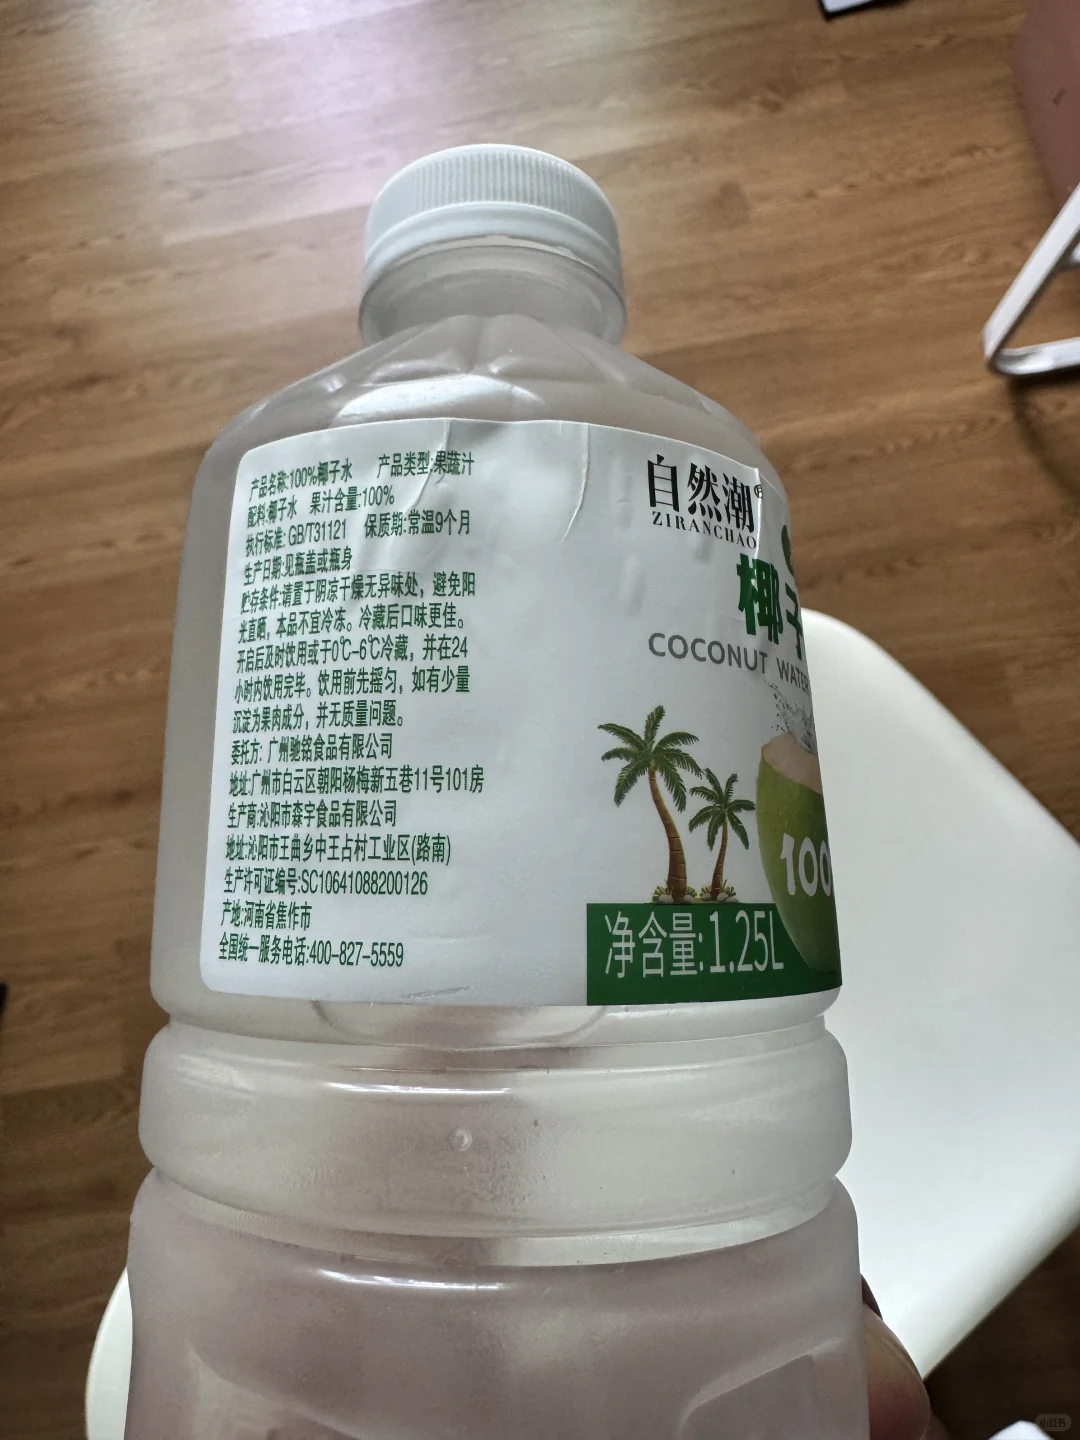 产品名称:100%椰子水 产品类型:果蔬汁
配料:椰子水 果汁含量:100%
执行标准: GB/T31121 保质期:常温9个月
生产日期:见瓶盖或瓶身
贮存条件:请置于阴凉干燥无异味处，避免阳
光直晒，本品不宜冷冻。冷藏后口味更佳。
开启后及时饮用或于0℃-6℃冷藏，并在24
小时内饮用完毕。饮用前先摇匀，如有少量
沉淀为果肉成分，并无质量问题。
委托方: 广州驰铭食品有限公司
地址:广州市白云区朝阳杨梅新五巷11号101房
生产商:沁阳市森宇食品有限公司
地址:沁阳市王曲乡中王占村工业区(路南)
生产许可证编号:SC10641088200126
产地:河南省焦作市
全国统一服务电话:400-827-5559
自然潮®
ZIRANCHAO
椰子
COCONUT WATER
100
净含量:1.25L
小红书